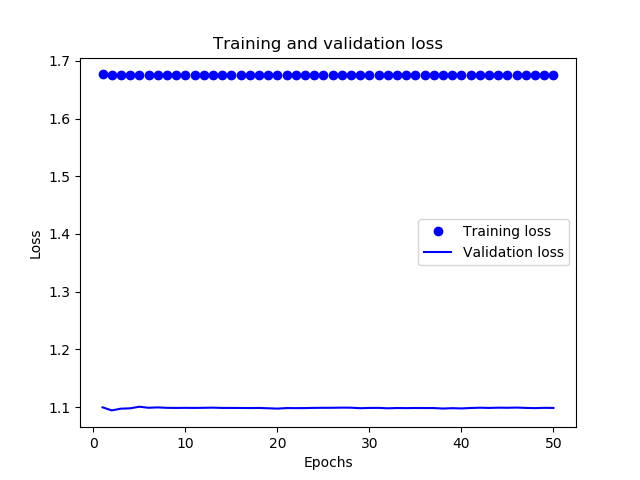 Training and validation loss
1.7
1.6
1.5
1.4
1.3
1.2
1.1
Loss
Training loss
Validation loss
0 10 20 30 40 50
Epochs